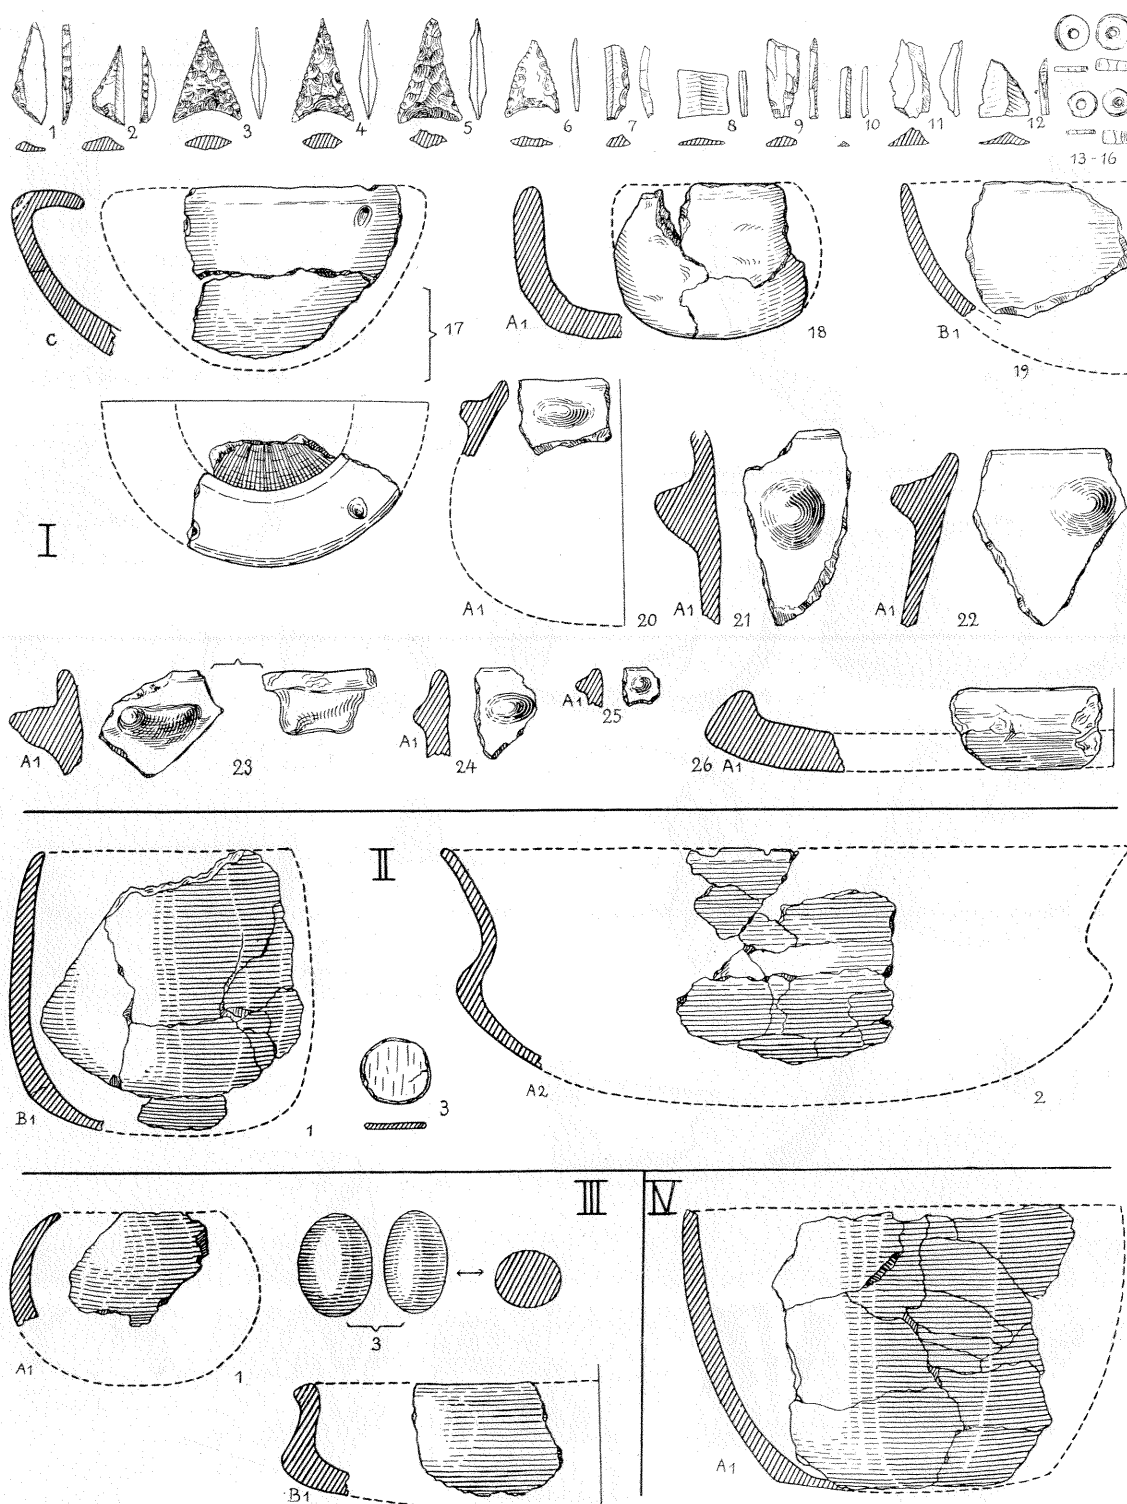 1 2 3 4 5 6 7 8 9 10 11 12
13-16
C 17 A1 18 B1 19
I
A1 20 A1 21 A1 22
A1 23 A1 24 A1 25 26 A1
II
B1 1 3 A2 2
III IV
A1 1 3
B1 A1